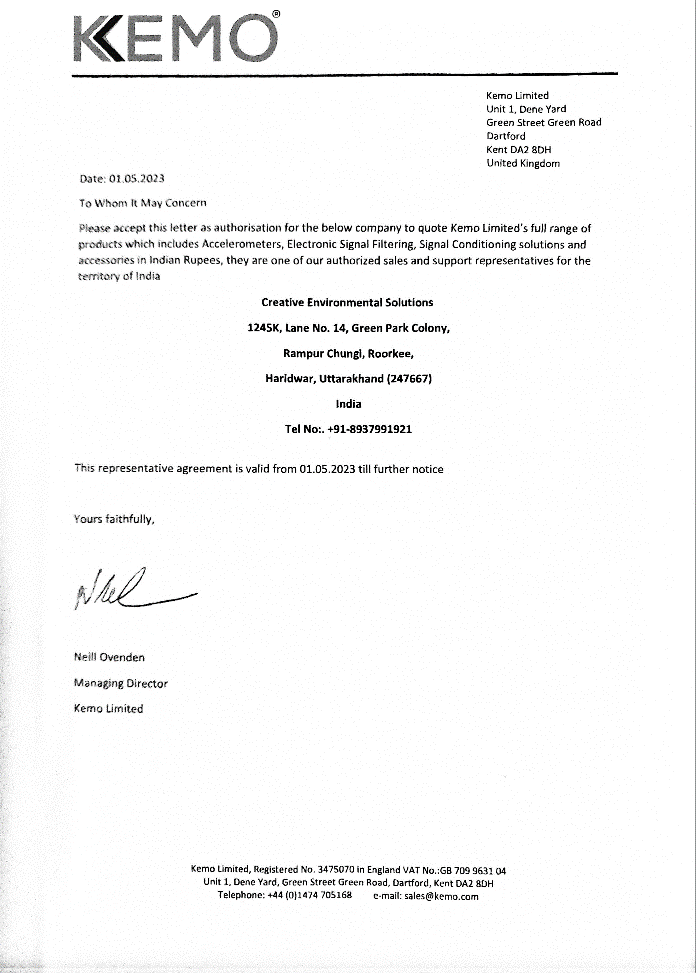 KEMO®
Kemo Limited
Unit 1, Dene Yard
Green Street Green Road
Dartford
Kent DA2 8DH
United Kingdom
Date: 01.05.2023
To Whom It May Concern
Please accept this letter as authorisation for the below company to quote Kemo Limited's full range of
products which includes Accelerometers, Electronic Signal Filtering, Signal Conditioning solutions and
accessories in Indian Rupees, they are one of our authorized sales and support representatives for the
territory of India
Creative Environmental Solutions
1245K, Lane No. 14, Green Park Colony,
Rampur Chungi, Roorkee,
Haridwar, Uttarakhand (247667)
India
Tel No:. +91-8937991921
This representative agreement is valid from 01.05.2023 till further notice
Yours faithfully,
Neill Ovenden
Managing Director
Kemo Limited
Kemo Limited, Registered No. 3475070 in England VAT No.:GB 709 9631 04
Unit 1, Dene Yard, Green Street Green Road, Dartford, Kent DA2 8DH
Telephone: +44 (0)1474 705168 e-mail: sales@kemo.com